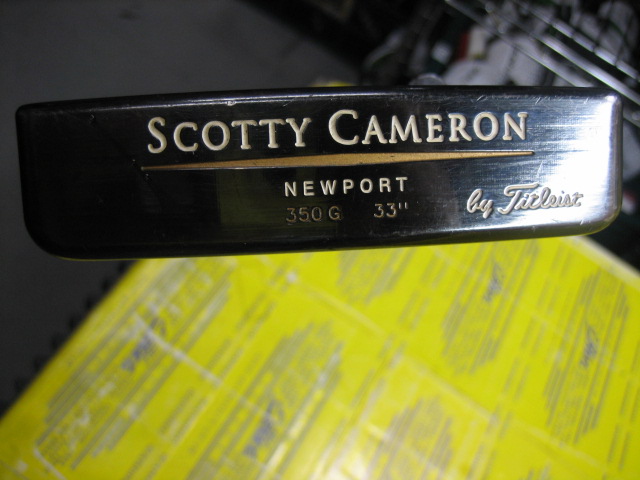 SCOTTY CAMERON
NEWPORT
350 G 33"
by Titleist